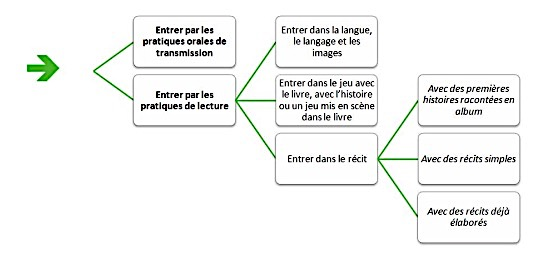 Entrer par les
pratiques orales de
transmission
Entrer par les
pratiques de lecture
Entrer dans la langue,
le langage et les
images
Entrer dans le jeu avec
le livre, avec l'histoire
ou un jeu mis en scène
dans le livre
Entrer dans le récit
Avec des premières
histoires racontées en
album
Avec des récits simples
Avec des récits déjà
élaborés